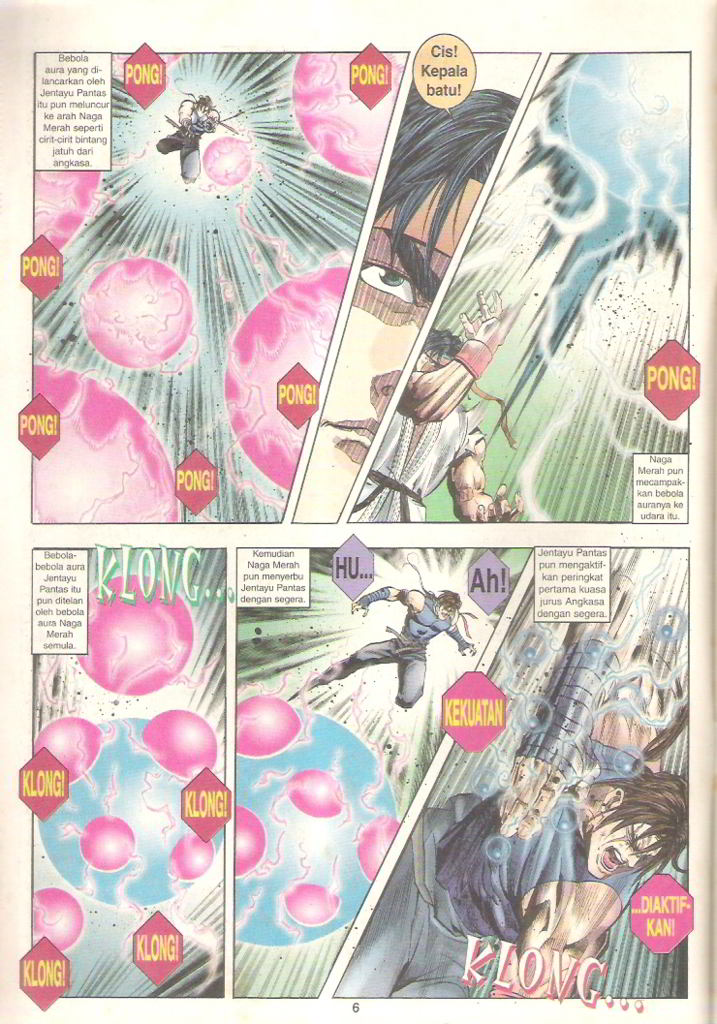 Bebola
aura yang di-
lancarkan oleh
Jentayu Pantas
itu pun meluncur
ke arah Naga
Merah seperti
cirit-cirit bintang
jatuh dari
angkasa.
PONG!
PONG!
PONG!
PONG!
PONG!
PONG!
Cis!
Kepala
batu!
PONG!
Naga
Merah pun
mecampak-
kan bebola
auranya ke
udara itu.
Bebola-
bebola aura
Jentayu
Pantas itu
pun ditelan
oleh bebola
aura Naga
Merah
semula.
KLONG...
KLONG!
KLONG!
KLONG!
KLONG!
Kemudian
Naga Merah
pun menyerbu
Jentayu Pantas
dengan segera.
HU...
Ah!
Jentayu Pantas
pun mengaktif-
kan peringkat
pertama kuasa
jurus Angkasa
dengan segera.
KEKUATAN
...DIAKTIF-
KAN!
KLONG...
6